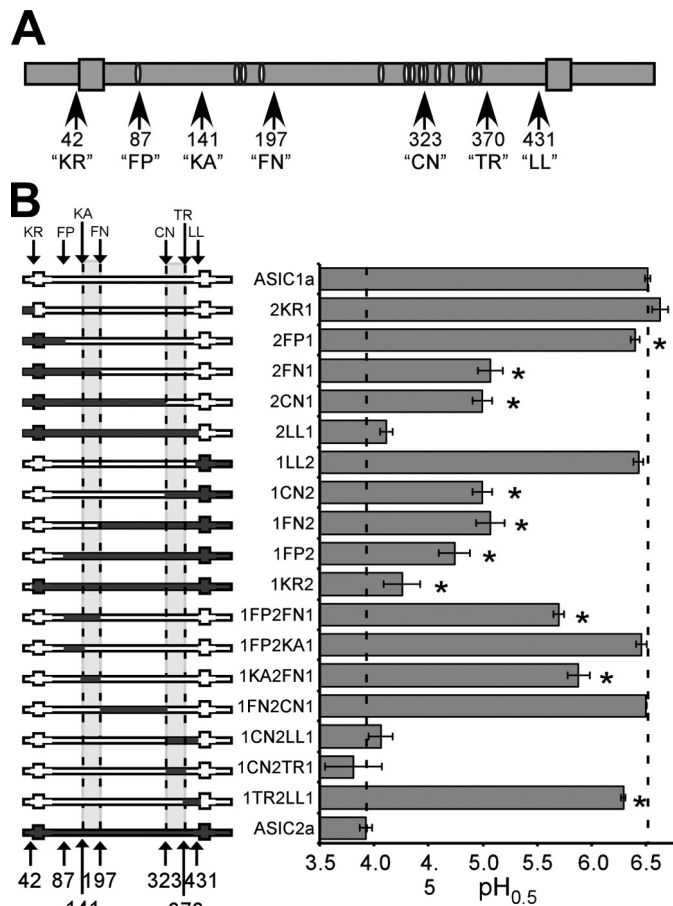 A
42 87 141 197 323 370 431
"KR" "FP" "KA" "FN" "CN" "TR" "LL"
B
KA TR
KR FP FN CN LL
ASIC1a
2KR1
2FP1 *
2FN1 *
2CN1 *
2LL1
1LL2
1CN2 *
1FN2 *
1FP2 *
1KR2 *
1FP2FN1 *
1FP2KA1
1KA2FN1 *
1FN2CN1
1CN2LL1
1CN2TR1
1TR2LL1 *
ASIC2a
42 87 197 323 431
3.5 4.0 4.5 5.0 5.5 6.0 6.5
pH0.5